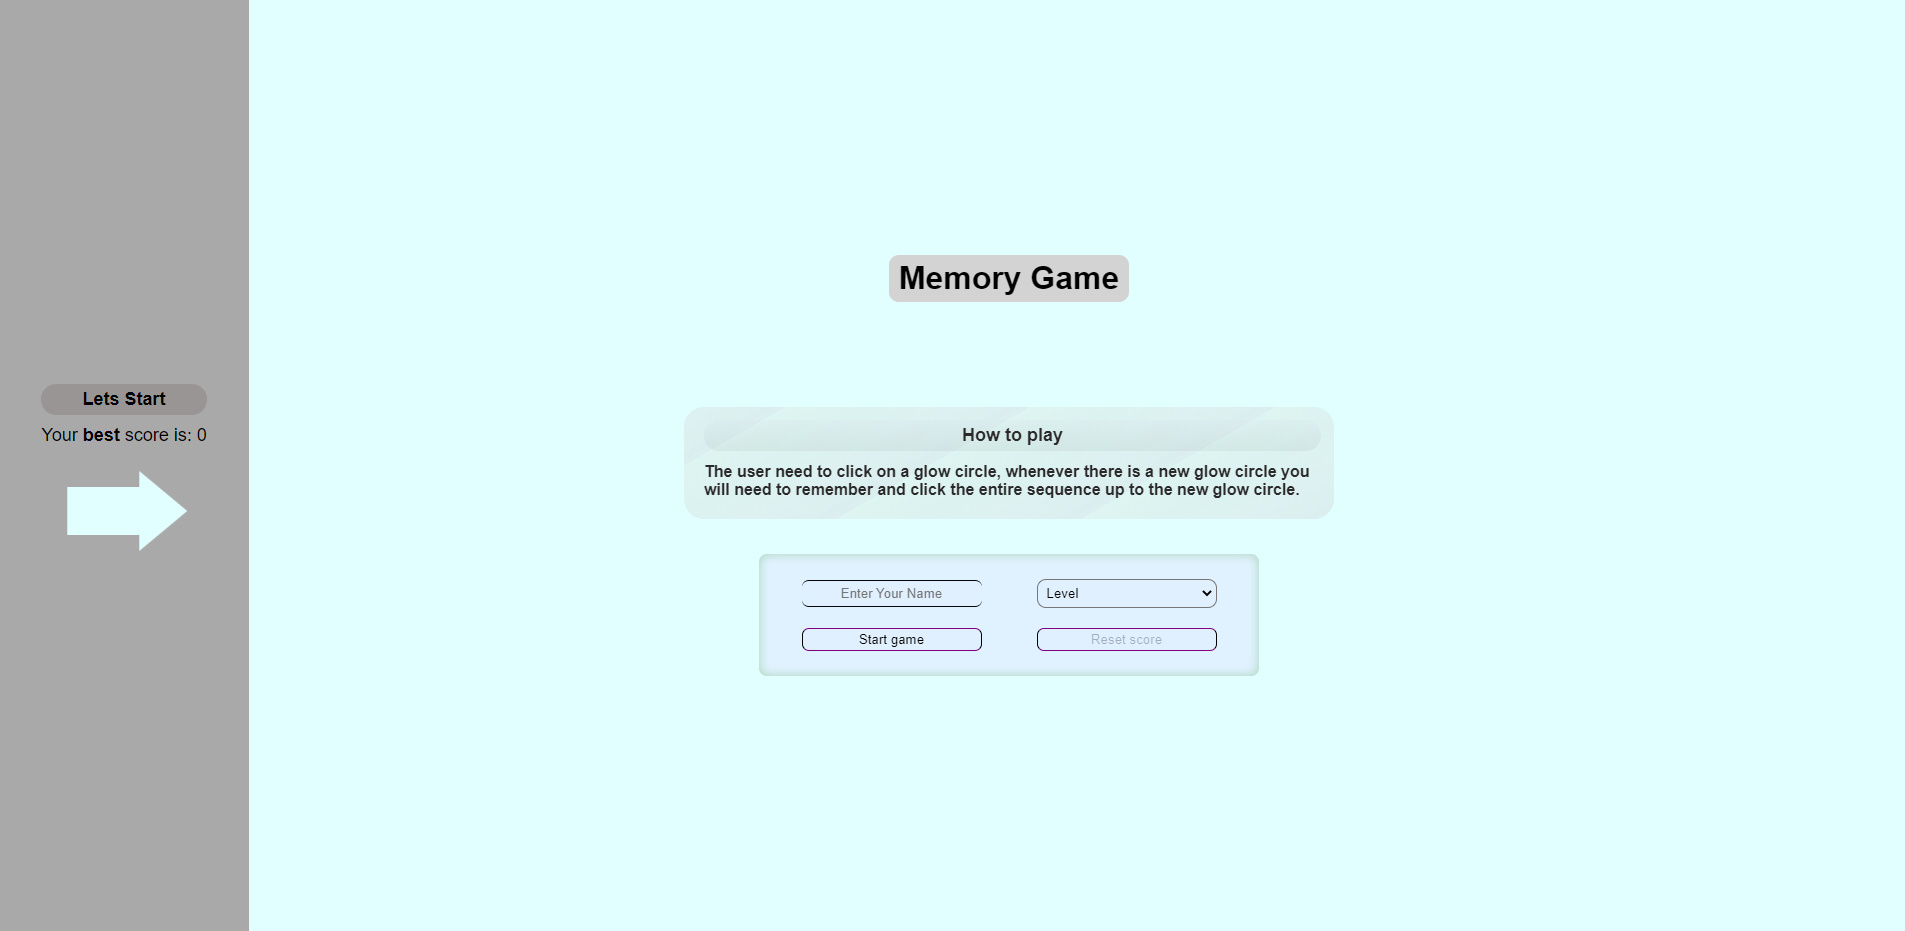 Lets Start
Your best score is: 0
Memory Game
How to play
The user need to click on a glow circle, whenever there is a new glow circle you
will need to remember and click the entire sequence up to the new glow circle.
Enter Your Name
Level
Start game
Reset score